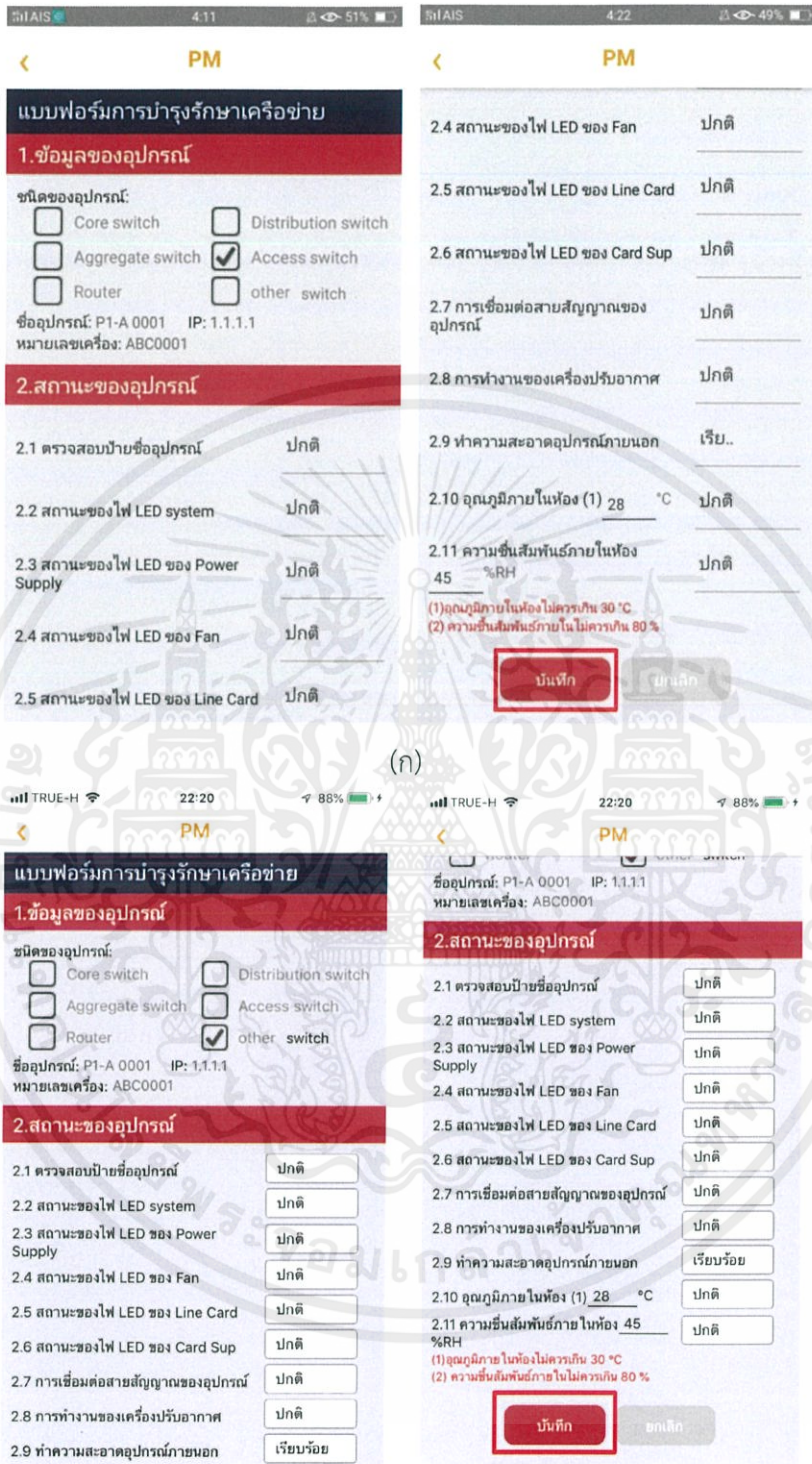 AIS 4:11 51%
PM
แบบฟอร์มการบำรุงรักษาเครือข่าย
1.ข้อมูลของอุปกรณ์
ชนิดของอุปกรณ์:
Core switch Distribution switch
Aggregate switch Access switch
Router other switch
ชื่ออุปกรณ์: P1-A 0001 IP: 1.1.1.1
หมายเลขเครื่อง: ABC0001
2.สถานะของอุปกรณ์
2.1 ตรวจสอบป้ายชื่ออุปกรณ์ ปกติ
2.2 สถานะของไฟ LED system ปกติ
2.3 สถานะของไฟ LED ของ Power
Supply ปกติ
2.4 สถานะของไฟ LED ของ Fan ปกติ
2.5 สถานะของไฟ LED ของ Line Card ปกติ
AIS 4:22 49%
PM
2.4 สถานะของไฟ LED ของ Fan ปกติ
2.5 สถานะของไฟ LED ของ Line Card ปกติ
2.6 สถานะของไฟ LED ของ Card Sup ปกติ
2.7 การเชื่อมต่อสายสัญญาณของ
อุปกรณ์ ปกติ
2.8 การทำงานของเครื่องปรับอากาศ ปกติ
2.9 ทำความสะอาดอุปกรณ์ภายนอก เรีย..
2.10 อุณภูมิภายในห้อง (1) 28 °C ปกติ
2.11 ความชื่นสัมพันธ์ภายในห้อง
45 %RH ปกติ
(1)อุณภูมิภายในห้องไม่ควรเกิน 30 °C
(2) ความชื่นสัมพันธ์ภายในไม่ควรเกิน 80 %
บันทึก ยกเลิก
(ก)
TRUE-H 22:20 88%
PM
แบบฟอร์มการบำรุงรักษาเครือข่าย
1.ข้อมูลของอุปกรณ์
ชนิดของอุปกรณ์:
Core switch Distribution switch
Aggregate switch Access switch
Router other switch
ชื่ออุปกรณ์: P1-A 0001 IP: 1.1.1.1
หมายเลขเครื่อง: ABC0001
2.สถานะของอุปกรณ์
2.1 ตรวจสอบป้ายชื่ออุปกรณ์ ปกติ
2.2 สถานะของไฟ LED system ปกติ
2.3 สถานะของไฟ LED ของ Power
Supply ปกติ
2.4 สถานะของไฟ LED ของ Fan ปกติ
2.5 สถานะของไฟ LED ของ Line Card ปกติ
2.6 สถานะของไฟ LED ของ Card Sup ปกติ
2.7 การเชื่อมต่อสายสัญญาณของอุปกรณ์ ปกติ
2.8 การทำงานของเครื่องปรับอากาศ ปกติ
2.9 ทำความสะอาดอุปกรณ์ภายนอก เรียบร้อย
TRUE-H 22:20 88%
PM
Router other switch
ชื่ออุปกรณ์: P1-A 0001 IP: 1.1.1.1
หมายเลขเครื่อง: ABC0001
2.สถานะของอุปกรณ์
2.1 ตรวจสอบป้ายชื่ออุปกรณ์ ปกติ
2.2 สถานะของไฟ LED system ปกติ
2.3 สถานะของไฟ LED ของ Power
Supply ปกติ
2.4 สถานะของไฟ LED ของ Fan ปกติ
2.5 สถานะของไฟ LED ของ Line Card ปกติ
2.6 สถานะของไฟ LED ของ Card Sup ปกติ
2.7 การเชื่อมต่อสายสัญญาณของอุปกรณ์ ปกติ
2.8 การทำงานของเครื่องปรับอากาศ ปกติ
2.9 ทำความสะอาดอุปกรณ์ภายนอก เรียบร้อย
2.10 อุณภูมิภายในห้อง (1) 28 °C ปกติ
2.11 ความชื่นสัมพันธ์ภายในห้อง 45
%RH ปกติ
(1)อุณภูมิภายในห้องไม่ควรเกิน 30 °C
(2) ความชื่นสัมพันธ์ภายในไม่ควรเกิน 80 %
บันทึก ยกเลิก